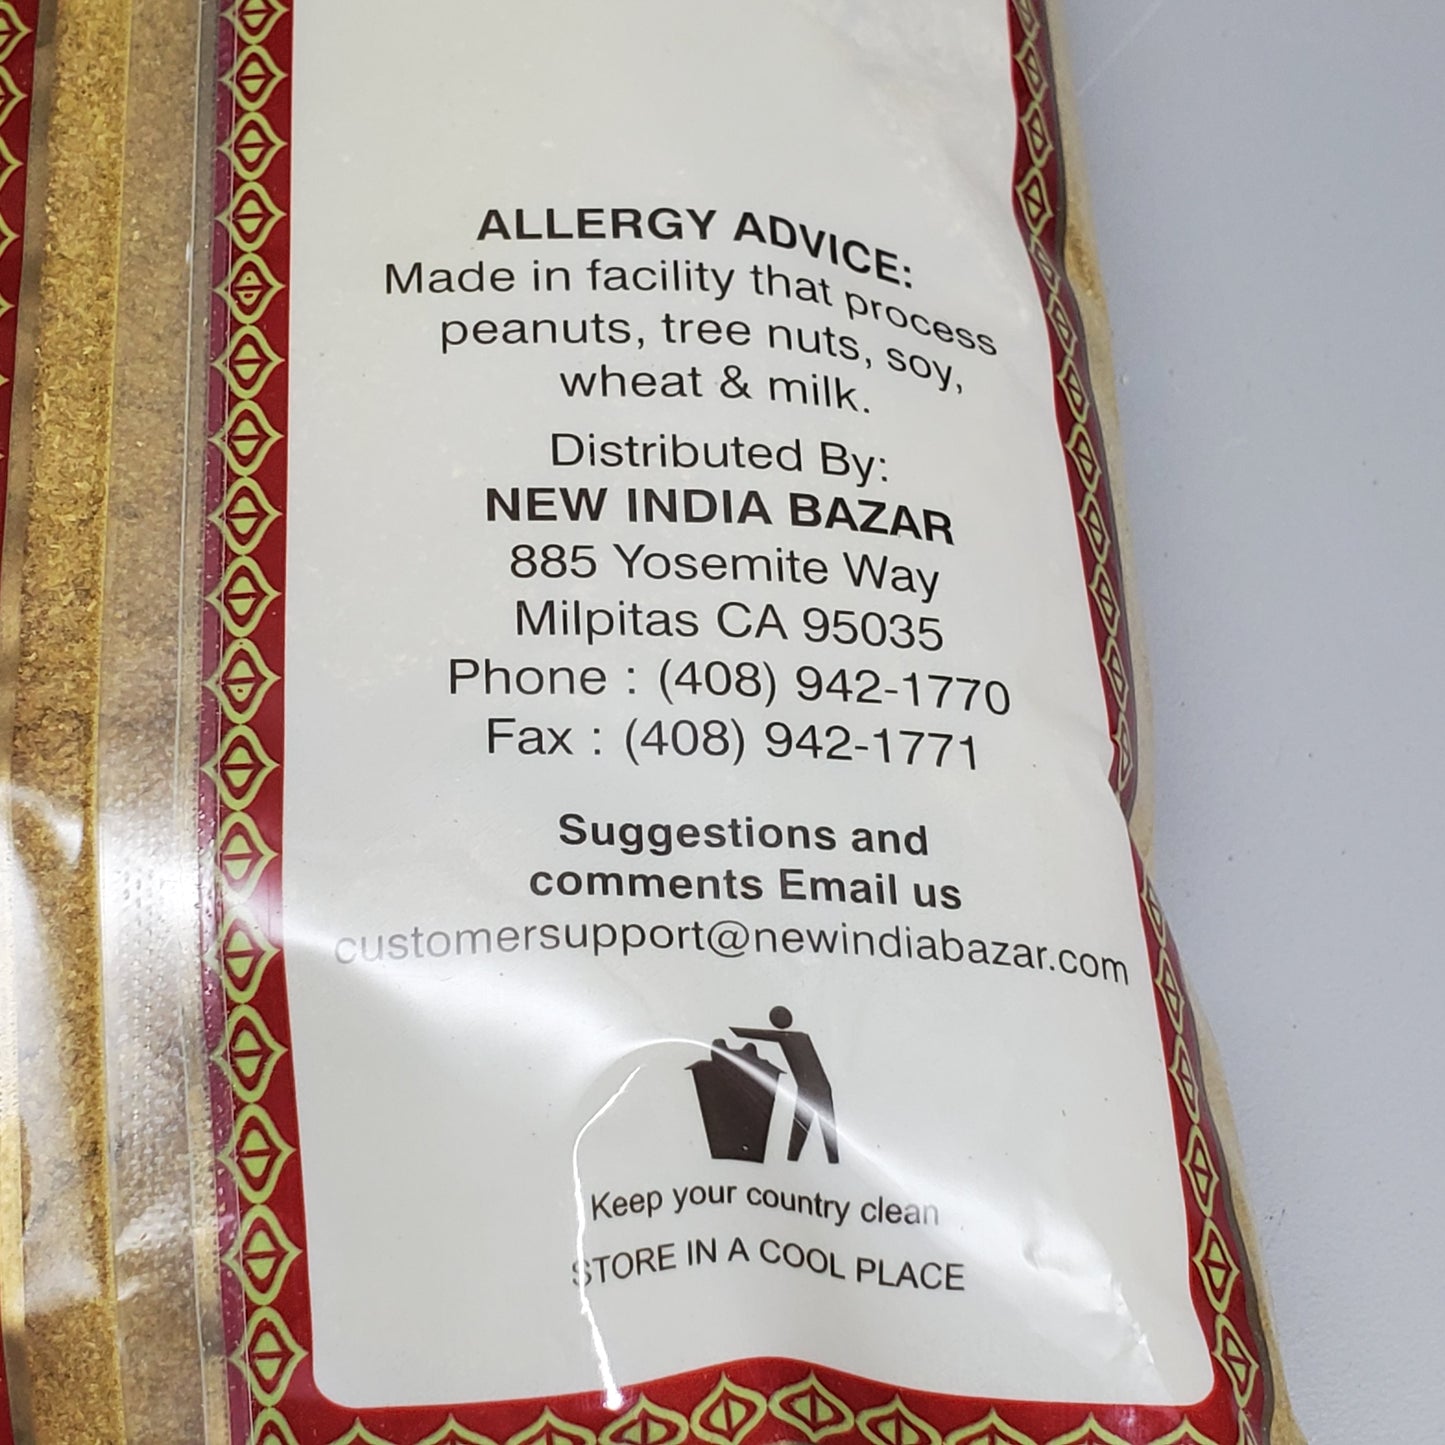 ALLERGY ADVICE:
Made in facility that process
peanuts, tree nuts, soy,
wheat & milk.
Distributed By:
NEW INDIA BAZAR
885 Yosemite Way
Milpitas CA 95035
Phone : (408) 942-1770
Fax : (408) 942-1771
Suggestions and
comments Email us
customersupport@newindiabazar.com
Keep your country clean
STORE IN A COOL PLACE